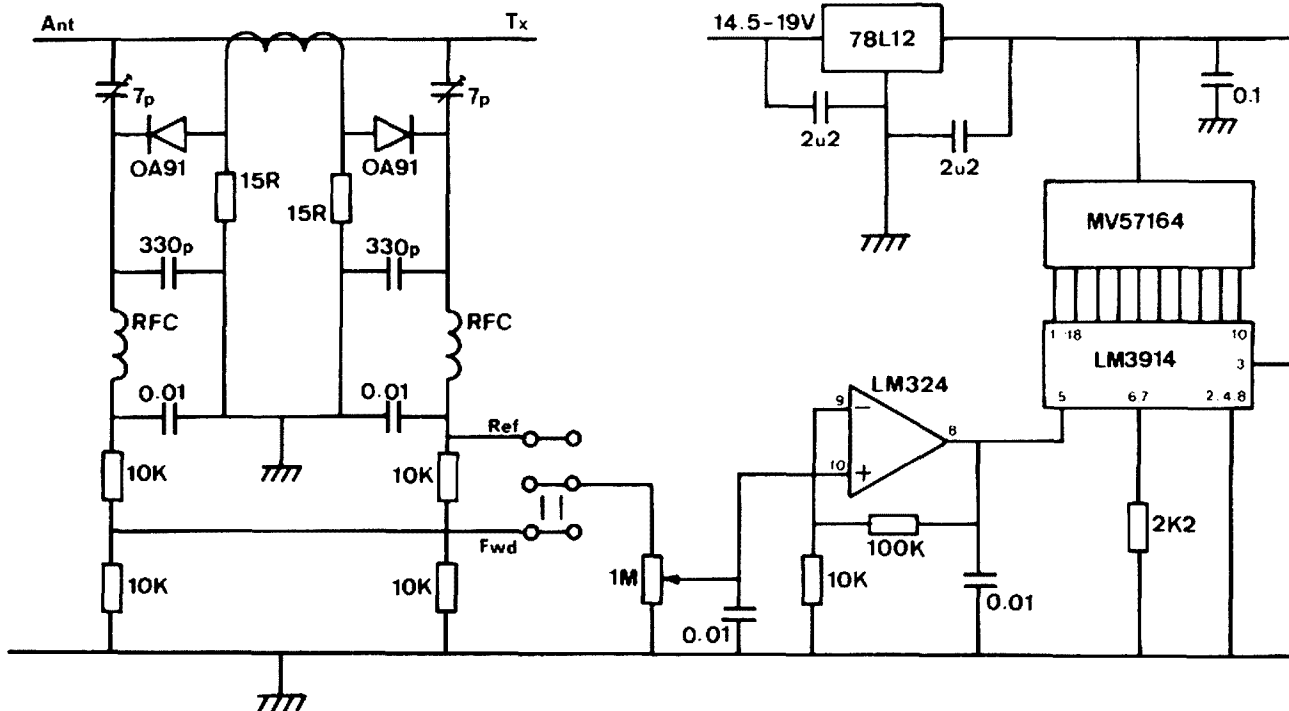 Ant
Tx
14.5-19V
78L12
7p
7p
0.1
OA91
OA91
2u2
2u2
15R
15R
MV57164
330p
330p
RFC
RFC
1 18
10
LM3914
3
LM324
5
6 7
2.4.8
0.01
0.01
9
8
Ref
10
10K
10K
Fwd
100K
2K2
10K
10K
1M
10K
0.01
0.01